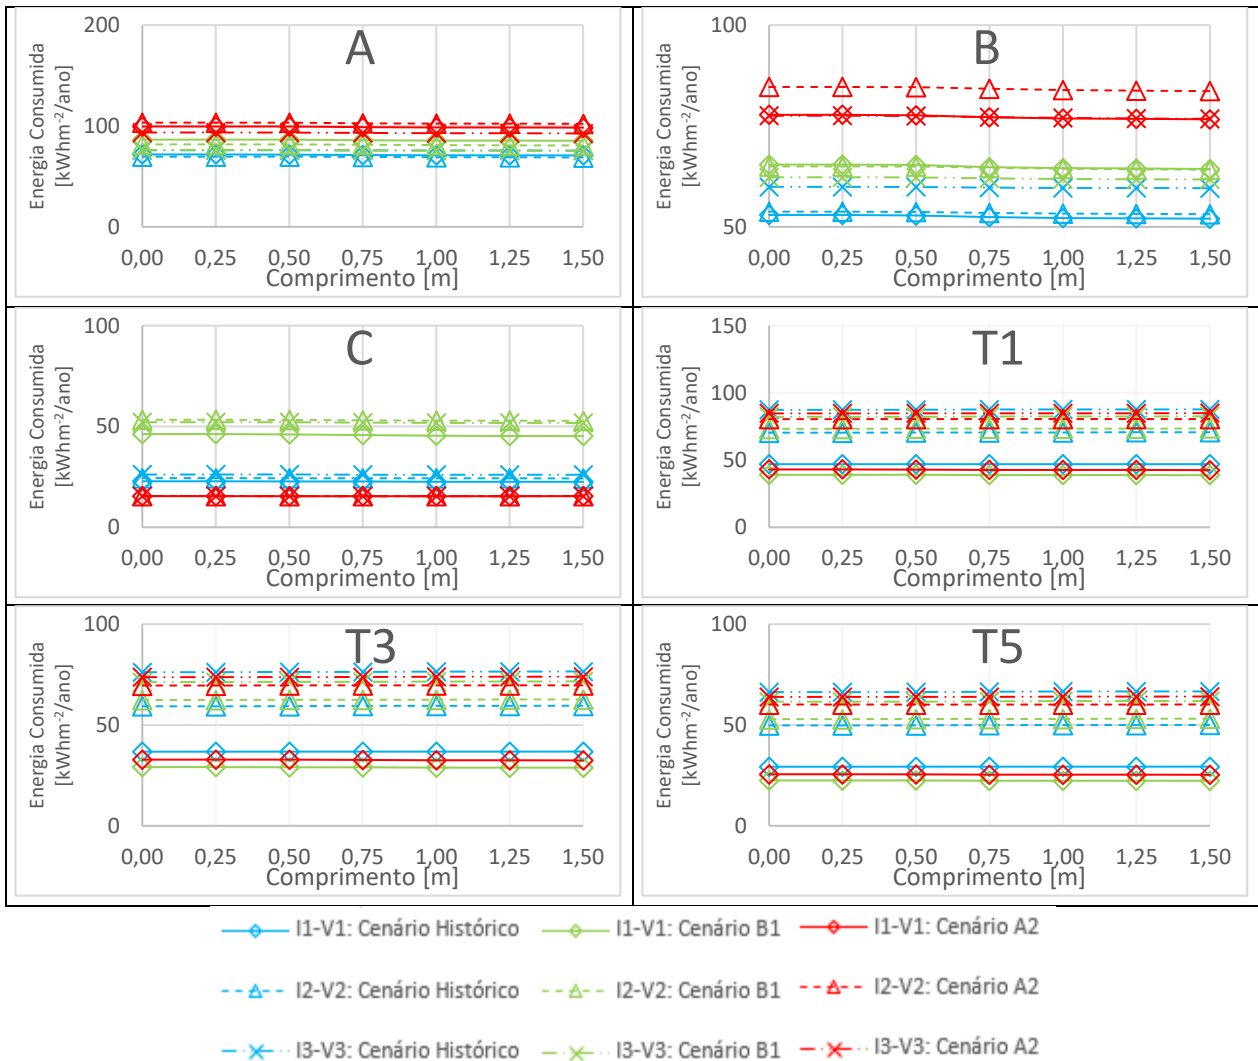 A
Energia Consumida
[kWhm⁻²/ano]
200
100
0
0,00 0,25 0,50 0,75 1,00 1,25 1,50
Comprimento [m]
B
Energia Consumida
[kWhm⁻²/ano]
100
50
0,00 0,25 0,50 0,75 1,00 1,25 1,50
Comprimento [m]
C
Energia Consumida
[kWhm⁻²/ano]
100
50
0
0,00 0,25 0,50 0,75 1,00 1,25 1,50
Comprimento [m]
T1
Energia Consumida
[kWhm⁻²/ano]
150
100
50
0
0,00 0,25 0,50 0,75 1,00 1,25 1,50
Comprimento [m]
T3
Energia Consumida
[kWhm⁻²/ano]
100
50
0
0,00 0,25 0,50 0,75 1,00 1,25 1,50
Comprimento [m]
T5
Energia Consumida
[kWhm⁻²/ano]
100
50
0
0,00 0,25 0,50 0,75 1,00 1,25 1,50
Comprimento [m]
I1-V1: Cenário Histórico I1-V1: Cenário B1 I1-V1: Cenário A2
I2-V2: Cenário Histórico I2-V2: Cenário B1 I2-V2: Cenário A2
I3-V3: Cenário Histórico I3-V3: Cenário B1 I3-V3: Cenário A2